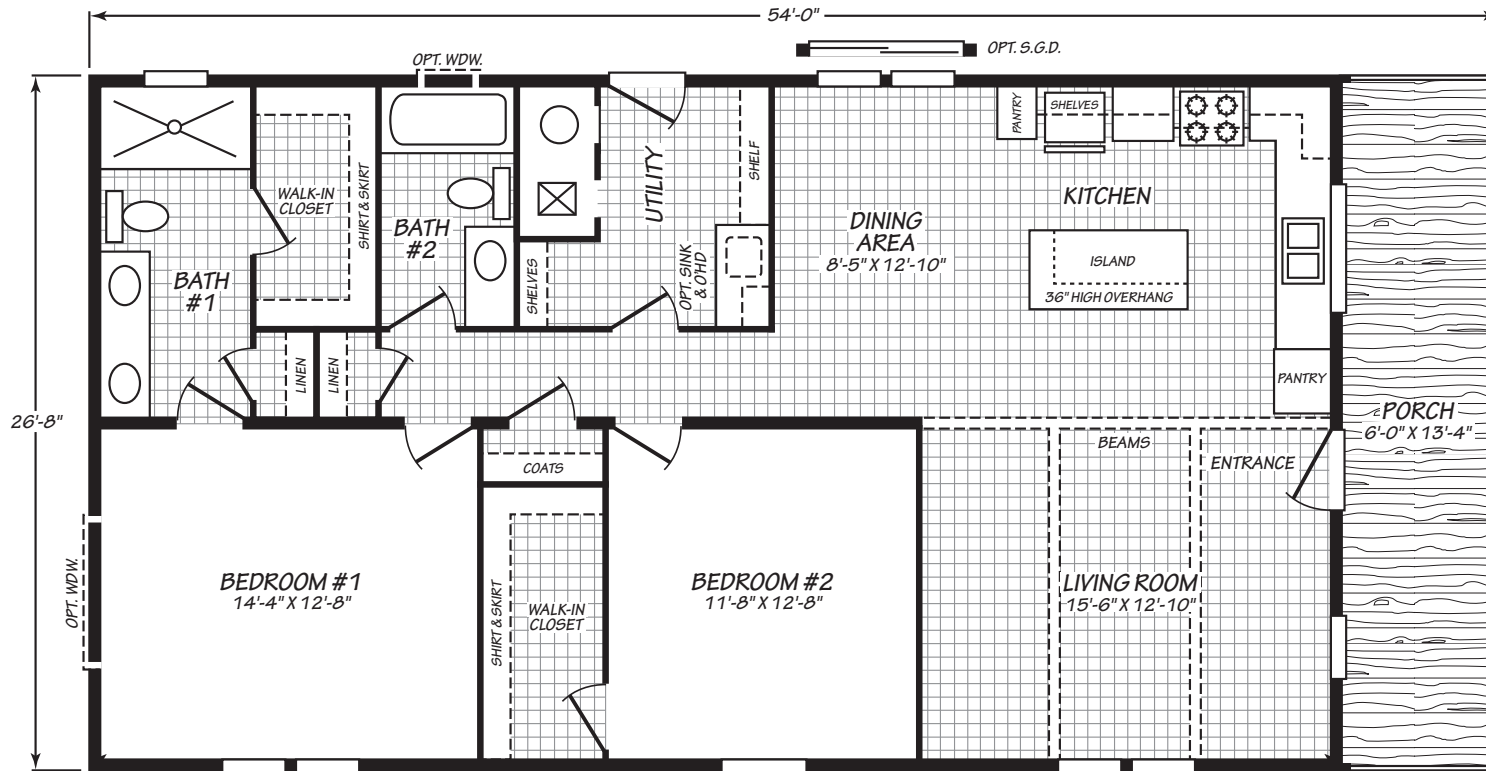 54'-0"
OPT. S.G.D.
OPT. WDW.
PANTRY
SHELVES
WALK-IN
CLOSET
SHIRT & SKIRT
BATH
#2
UTILITY
SHELF
SHELVES
OPT. SINK
& O'HD
DINING
AREA
8'-5" X 12'-10"
KITCHEN
ISLAND
36" HIGH OVERHANG
BATH
#1
LINEN
LINEN
PANTRY
26'-8"
PORCH
6'-0" X 13'-4"
COATS
BEAMS
ENTRANCE
OPT. WDW.
BEDROOM #1
14'-4" X 12'-8"
SHIRT & SKIRT
WALK-IN
CLOSET
BEDROOM #2
11'-8" X 12'-8"
LIVING ROOM
15'-6" X 12'-10"